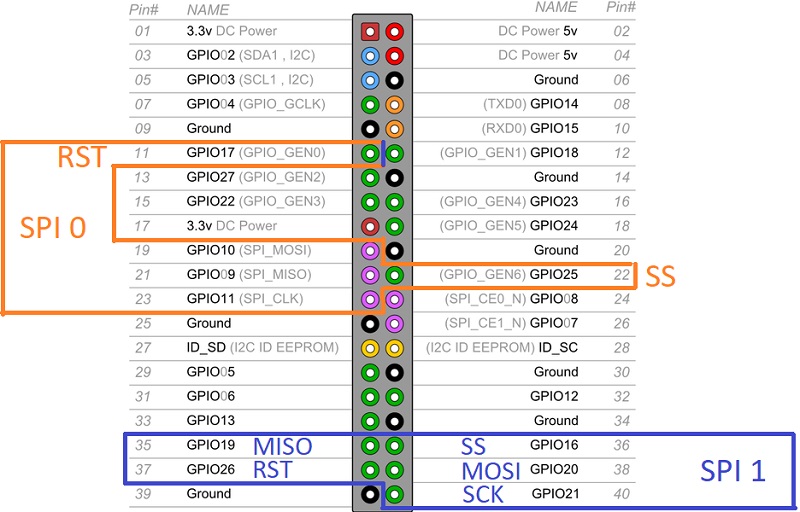 Pin# NAME NAME Pin#
01 3.3v DC Power DC Power 5v 02
03 GPIO02 (SDA1 , I2C) DC Power 5v 04
05 GPIO03 (SCL1 , I2C) Ground 06
07 GPIO04 (GPIO_GCLK) (TXD0) GPIO14 08
09 Ground (RXD0) GPIO15 10
RST 11 GPIO17 (GPIO_GEN0) (GPIO_GEN1) GPIO18 12
13 GPIO27 (GPIO_GEN2) Ground 14
15 GPIO22 (GPIO_GEN3) (GPIO_GEN4) GPIO23 16
SPI 0 17 3.3v DC Power (GPIO_GEN5) GPIO24 18
19 GPIO10 (SPI_MOSI) Ground 20
21 GPIO09 (SPI_MISO) (GPIO_GEN6) GPIO25 22 SS
23 GPIO11 (SPI_CLK) (SPI_CE0_N) GPIO08 24
25 Ground (SPI_CE1_N) GPIO07 26
27 ID_SD (I2C ID EEPROM) (I2C ID EEPROM) ID_SC 28
29 GPIO05 Ground 30
31 GPIO06 GPIO12 32
33 GPIO13 Ground 34
35 GPIO19 MISO SS GPIO16 36
37 GPIO26 RST MOSI GPIO20 38 SPI 1
39 Ground SCK GPIO21 40